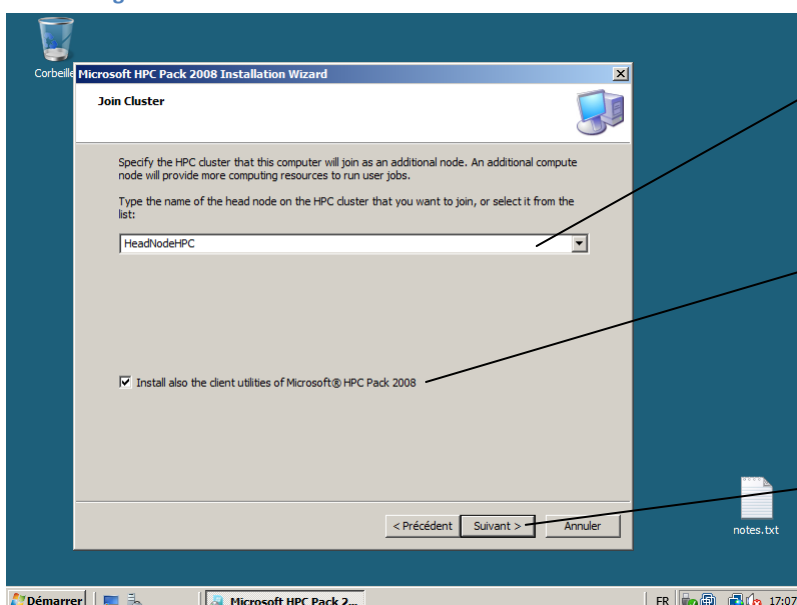 Corbeille
Microsoft HPC Pack 2008 Installation Wizard
Join Cluster
Specify the HPC cluster that this computer will join as an additional node. An additional compute
node will provide more computing resources to run user jobs.
Type the name of the head node on the HPC cluster that you want to join, or select it from the
list:
HeadNodeHPC
Install also the client utilities of Microsoft® HPC Pack 2008
< Précédent Suivant > Annuler
notes.txt
Démarrer Microsoft HPC Pack 2... FR 17:07